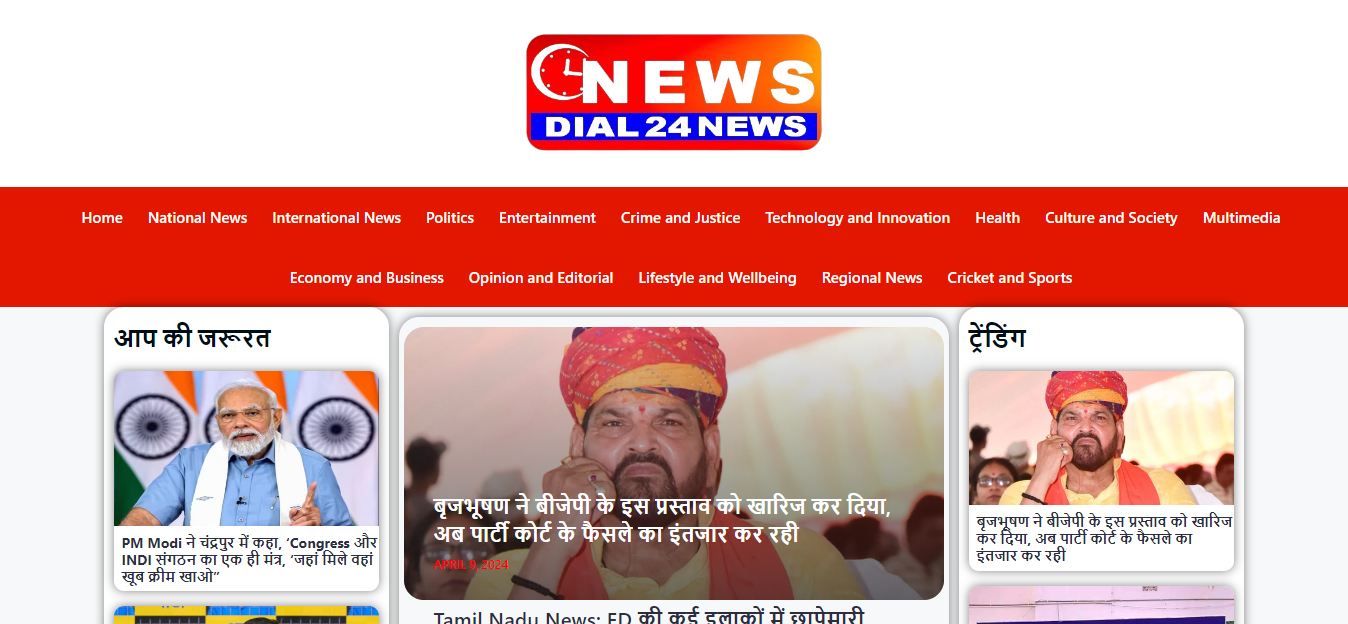 NEWS
DIAL 24 NEWS
Home National News International News Politics Entertainment Crime and Justice Technology and Innovation Health Culture and Society Multimedia
Economy and Business Opinion and Editorial Lifestyle and Wellbeing Regional News Cricket and Sports
आप की जरूरत
PM Modi ने चंद्रपुर में कहा, ‘Congress और
INDI संगठन का एक ही मंत्र, ‘जहां मिले वहां
खूब क्रीम खाओ”
बृजभूषण ने बीजेपी के इस प्रस्ताव को खारिज कर दिया,
अब पार्टी कोर्ट के फैसले का इंतजार कर रही
APRIL 9, 2024
Tamil Nadu News: ED की कई इलाकों में छापेमारी
ट्रेंडिंग
बृजभूषण ने बीजेपी के इस प्रस्ताव को खारिज
कर दिया, अब पार्टी कोर्ट के फैसले का
इंतजार कर रही